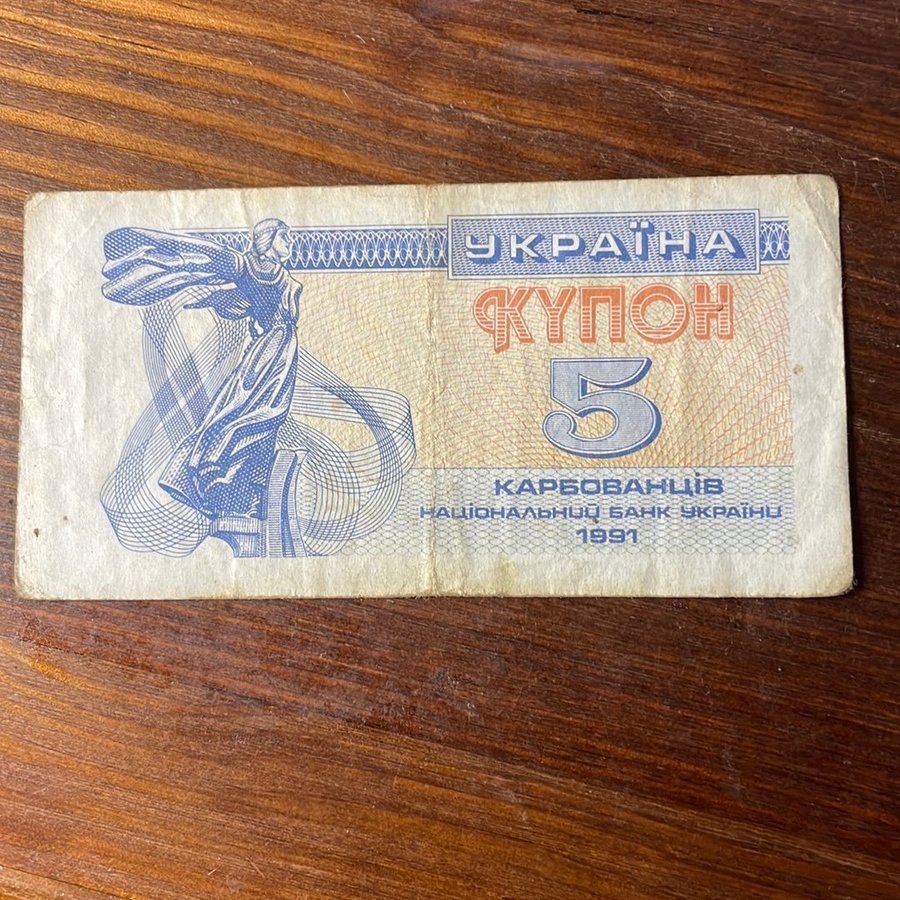 УКРАЇНА
КУПОН
5
КАРБОВАНЦІВ
НАЦІОНАЛЬНИЙ БАНК УКРАЇНИ
1991